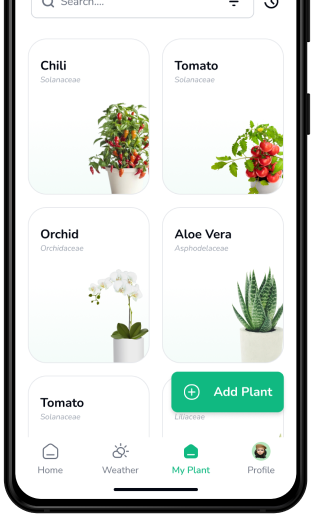 Search....
Chili
Solanaceae
Tomato
Solanaceae
Orchid
Orchidaceae
Aloe Vera
Asphodelaceae
Tomato
Solanaceae
Liliaceae
Add Plant
Home
Weather
My Plant
Profile